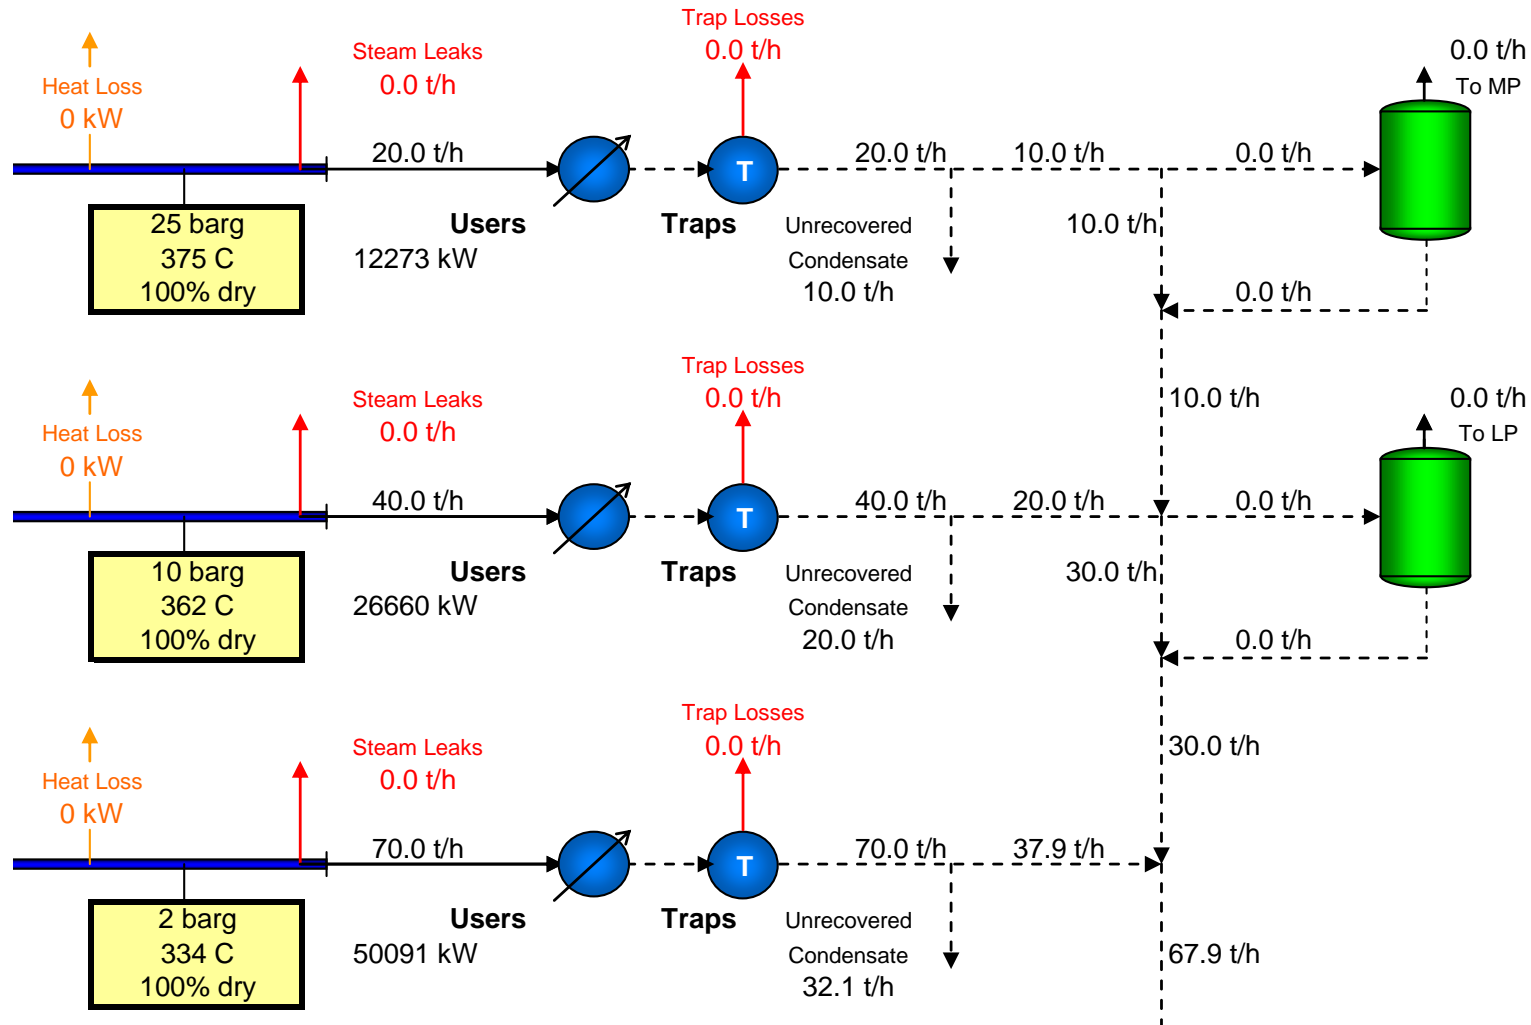 Trap Losses
0.0 t/h
Steam Leaks
0.0 t/h
Heat Loss
0 kW
0.0 t/h
To MP
20.0 t/h
T
20.0 t/h
10.0 t/h
0.0 t/h
25 barg
375 C
100% dry
Users
12273 kW
Traps
Unrecovered
Condensate
10.0 t/h
10.0 t/h
0.0 t/h
Trap Losses
0.0 t/h
Steam Leaks
0.0 t/h
Heat Loss
0 kW
10.0 t/h
0.0 t/h
To LP
40.0 t/h
T
40.0 t/h
20.0 t/h
0.0 t/h
10 barg
362 C
100% dry
Users
26660 kW
Traps
Unrecovered
Condensate
20.0 t/h
30.0 t/h
0.0 t/h
Trap Losses
0.0 t/h
Steam Leaks
0.0 t/h
Heat Loss
0 kW
30.0 t/h
70.0 t/h
T
70.0 t/h
37.9 t/h
2 barg
334 C
100% dry
Users
50091 kW
Traps
Unrecovered
Condensate
32.1 t/h
67.9 t/h